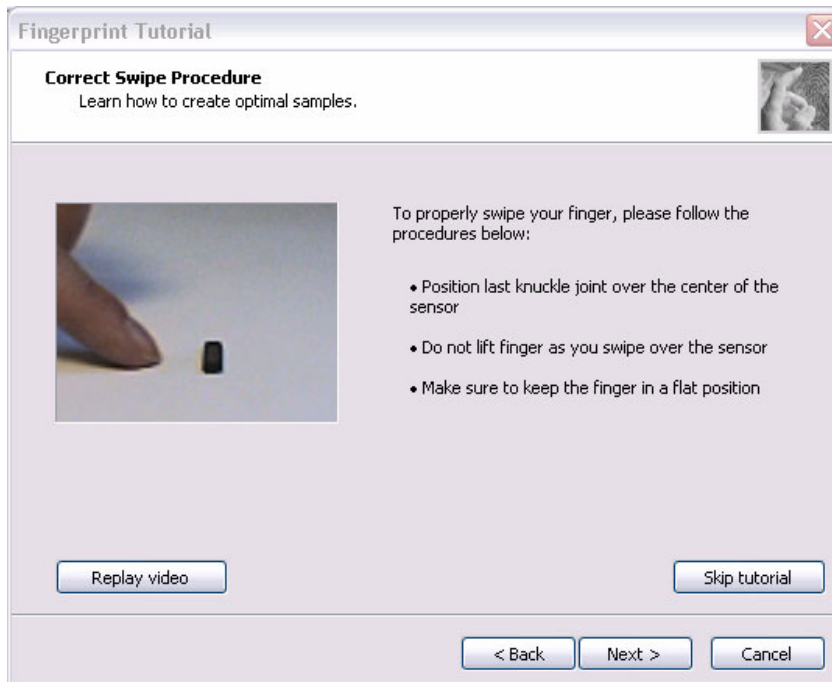 Fingerprint Tutorial
Correct Swipe Procedure
Learn how to create optimal samples.
To properly swipe your finger, please follow the
procedures below:
• Position last knuckle joint over the center of the
sensor
• Do not lift finger as you swipe over the sensor
• Make sure to keep the finger in a flat position
Replay video
Skip tutorial
< Back
Next >
Cancel